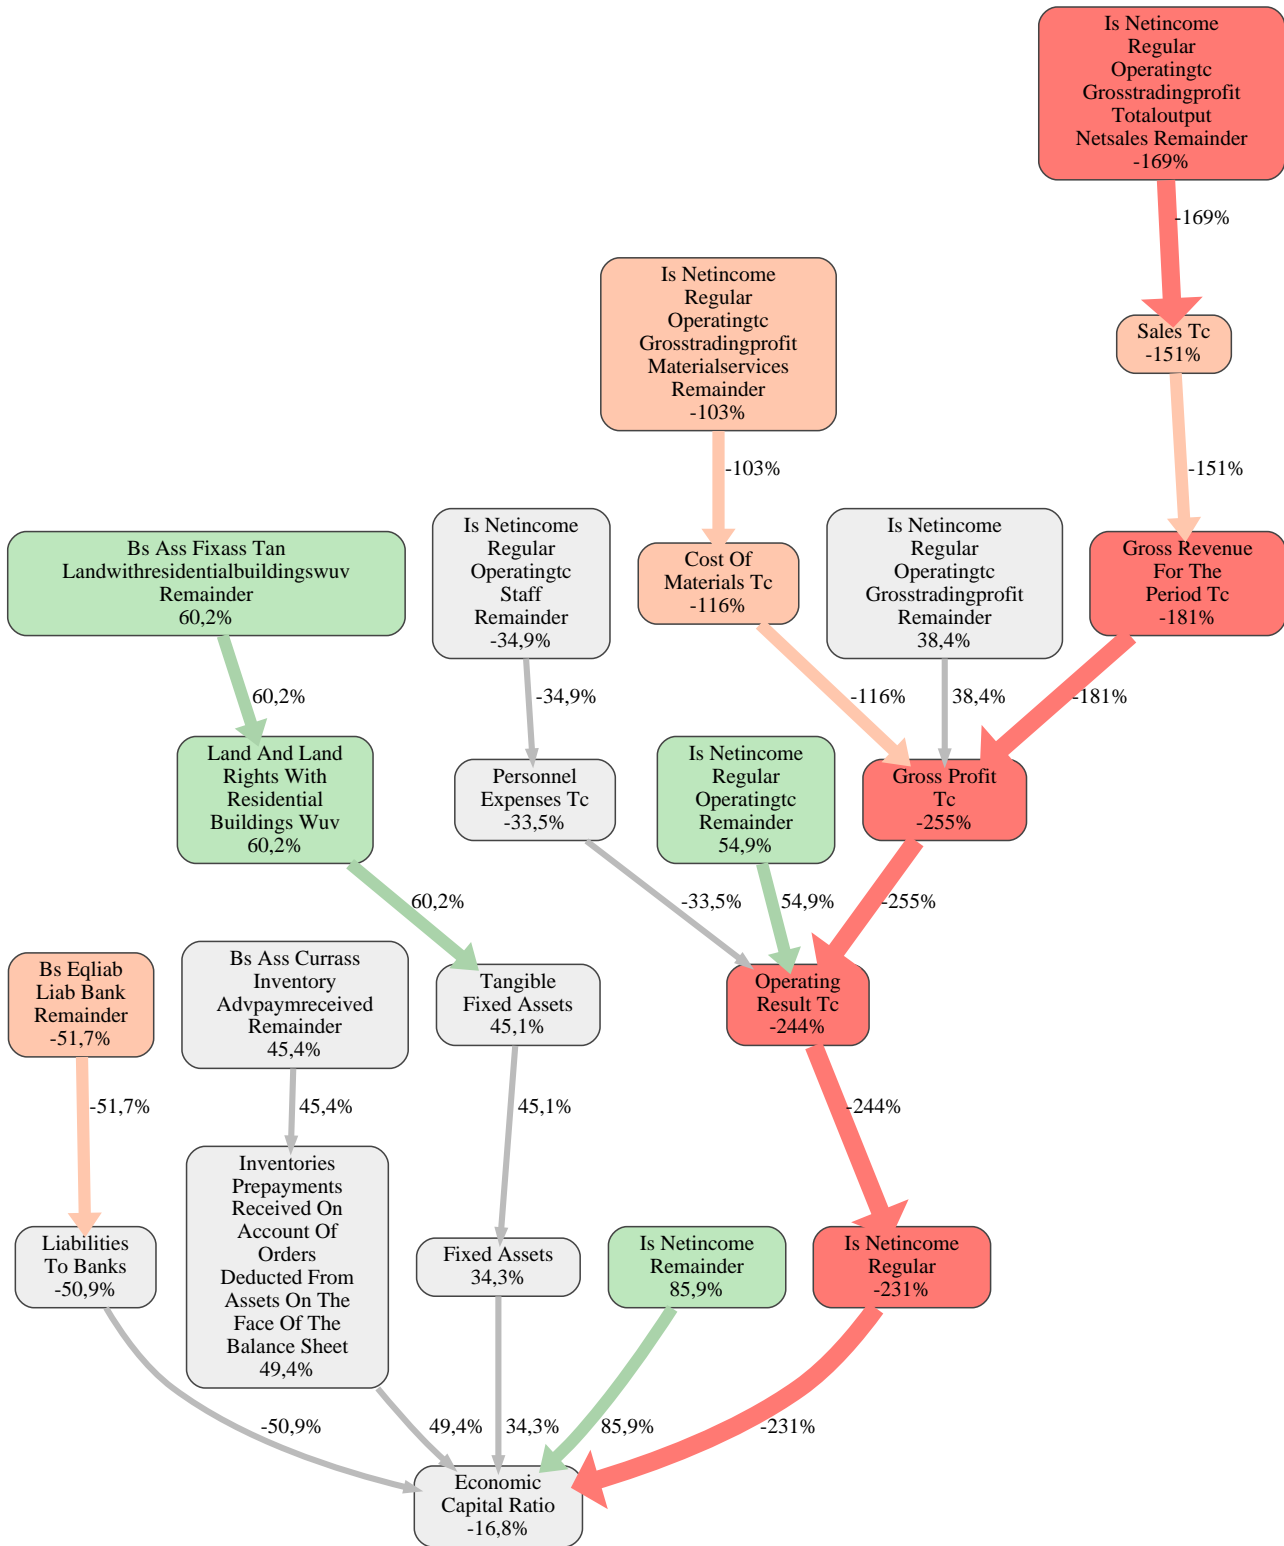 Is Netincome
Regular
Operatingtc
Grosstradingprofit
Totaloutput
Netsales Remainder
-169%
-169%
Is Netincome
Regular
Operatingtc
Grosstradingprofit
Materialservices
Remainder
-103%
Sales Tc
-151%
-103%
-151%
Bs Ass Fixass Tan
Landwithresidentialbuildingswuv
Remainder
60,2%
Is Netincome
Regular
Operatingtc
Staff
Remainder
-34,9%
Cost Of
Materials Tc
-116%
Is Netincome
Regular
Operatingtc
Grosstradingprofit
Remainder
38,4%
Gross Revenue
For The
Period Tc
-181%
60,2%
-34,9%
-116%
38,4%
-181%
Land And Land
Rights With
Residential
Buildings Wuv
60,2%
Personnel
Expenses Tc
-33,5%
Is Netincome
Regular
Operatingtc
Remainder
54,9%
Gross Profit
Tc
-255%
60,2%
-33,5%
54,9%
-255%
Bs Eqliab
Liab Bank
Remainder
-51,7%
Bs Ass Currass
Inventory
Advpaymreceived
Remainder
45,4%
Tangible
Fixed Assets
45,1%
Operating
Result Tc
-244%
-51,7%
45,4%
45,1%
-244%
Liabilities
To Banks
-50,9%
Inventories
Prepayments
Received On
Account Of
Orders
Deducted From
Assets On The
Face Of The
Balance Sheet
49,4%
Fixed Assets
34,3%
Is Netincome
Remainder
85,9%
Is Netincome
Regular
-231%
-50,9%
49,4%
34,3%
85,9%
-231%
Economic
Capital Ratio
-16,8%